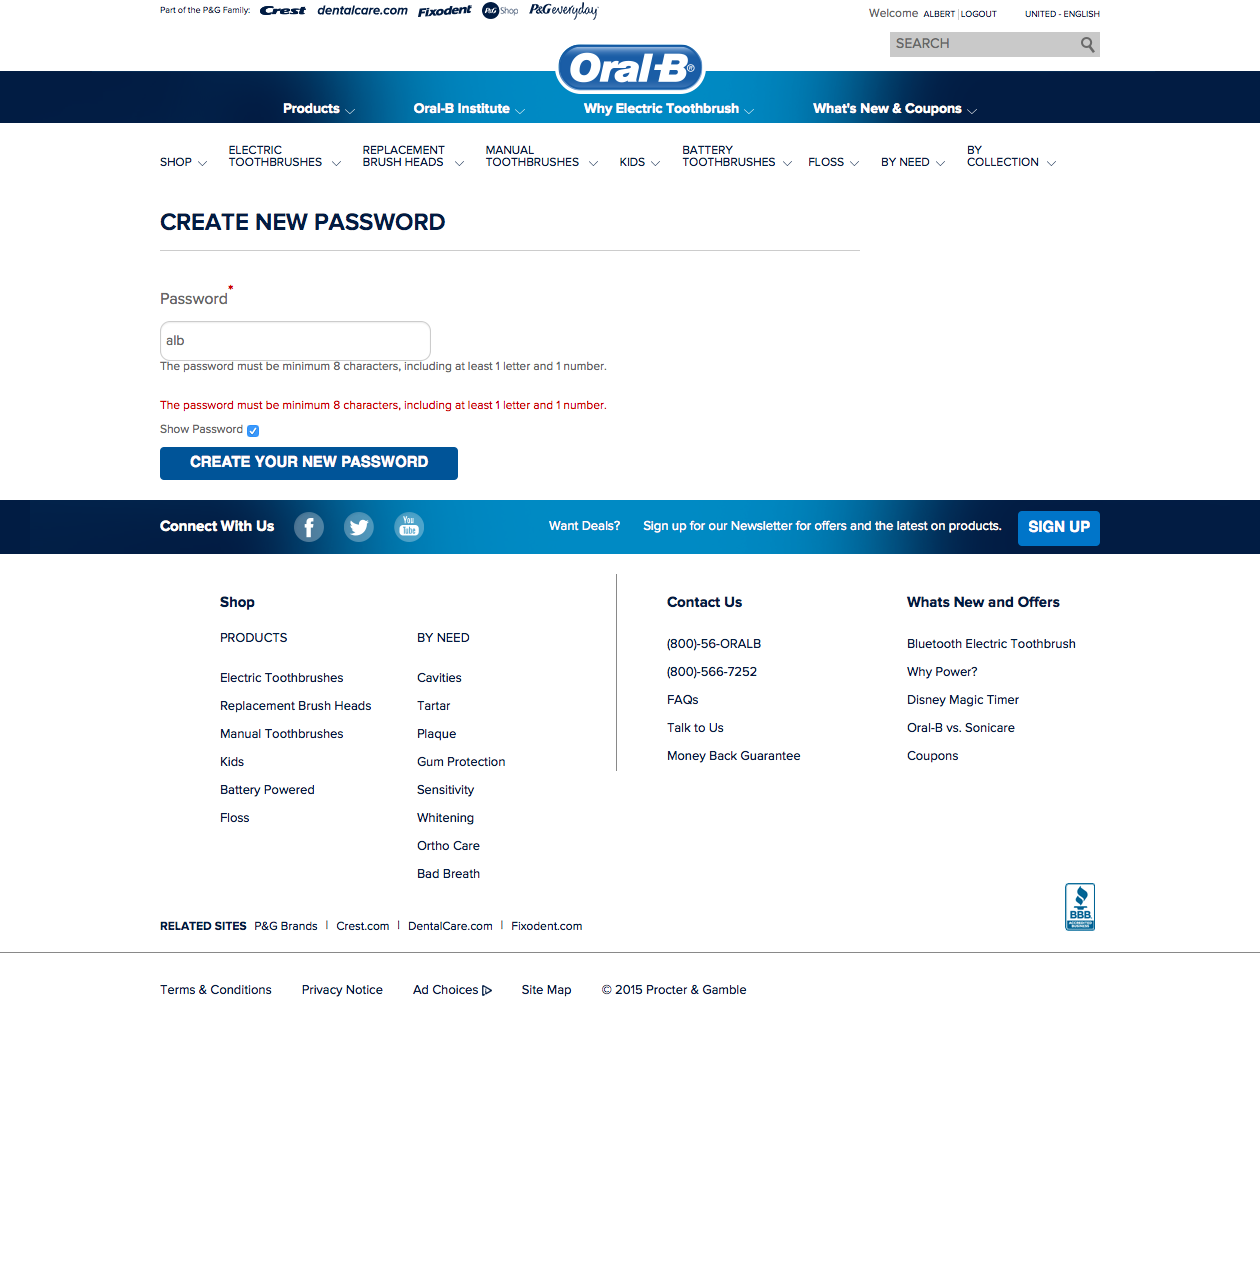 Part of the P&G Family: Crest dentalcare.com Fixodent P&G Shop P&G everyday
Welcome ALBERT LOGOUT UNITED - ENGLISH
SEARCH
Oral-B®
Products Oral-B Institute Why Electric Toothbrush What's New & Coupons
SHOP
ELECTRIC
TOOTHBRUSHES
REPLACEMENT
BRUSH HEADS
MANUAL
TOOTHBRUSHES
KIDS
BATTERY
TOOTHBRUSHES
FLOSS
BY NEED
BY
COLLECTION
CREATE NEW PASSWORD
Password*
alb
The password must be minimum 8 characters, including at least 1 letter and 1 number.
The password must be minimum 8 characters, including at least 1 letter and 1 number.
Show Password
CREATE YOUR NEW PASSWORD
Connect With Us You Tube Want Deals? Sign up for our Newsletter for offers and the latest on products. SIGN UP
Shop
PRODUCTS
Electric Toothbrushes
Replacement Brush Heads
Manual Toothbrushes
Kids
Battery Powered
Floss
BY NEED
Cavities
Tartar
Plaque
Gum Protection
Sensitivity
Whitening
Ortho Care
Bad Breath
Contact Us
(800)-56-ORALB
(800)-566-7252
FAQs
Talk to Us
Money Back Guarantee
Whats New and Offers
Bluetooth Electric Toothbrush
Why Power?
Disney Magic Timer
Oral-B vs. Sonicare
Coupons
BBB.
ACCREDITED
BUSINESS
RELATED SITES P&G Brands | Crest.com | DentalCare.com | Fixodent.com
Terms & Conditions Privacy Notice Ad Choices Site Map © 2015 Procter & Gamble